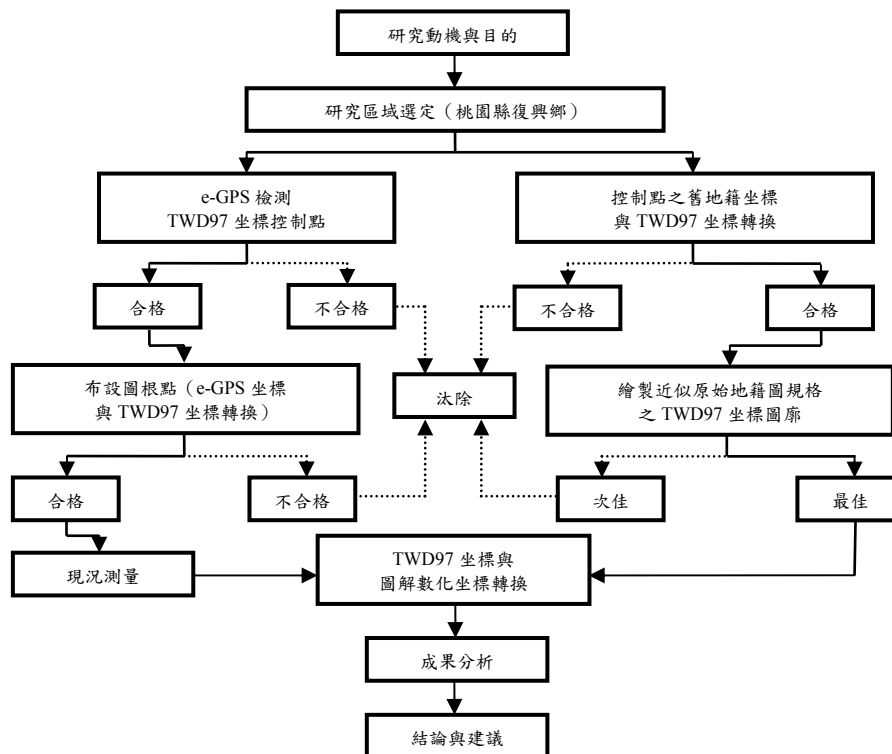 研究動機與目的
研究區域選定（桃園縣復興鄉）
e-GPS 檢測
TWD97 坐標控制點
控制點之舊地籍坐標
與 TWD97 坐標轉換
合格
不合格
不合格
合格
布設圖根點（e-GPS 坐標
與 TWD97 坐標轉換）
汰除
繪製近似原始地籍圖規格
之 TWD97 坐標圖廓
合格
不合格
次佳
最佳
現況測量
TWD97 坐標與
圖解數化坐標轉換
成果分析
結論與建議